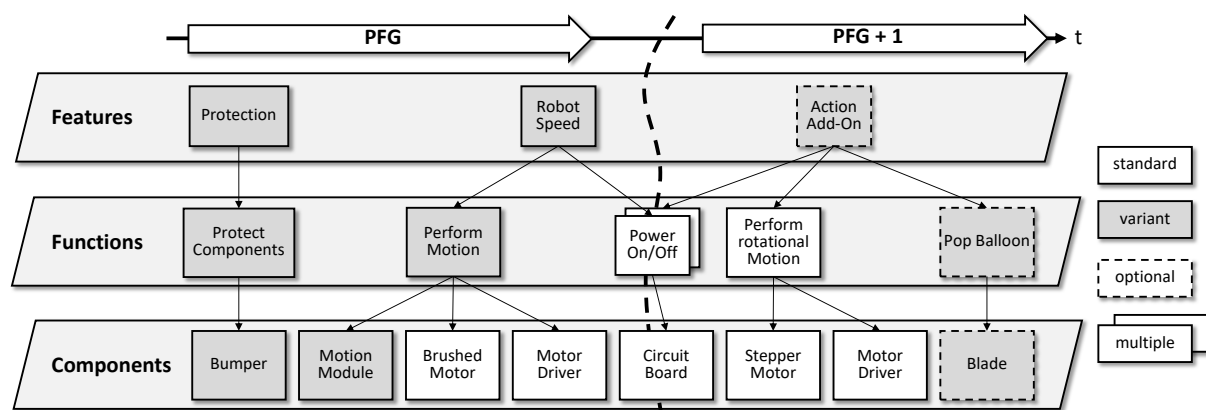 PFG
PFG + 1
t
Features
Protection
Robot
Speed
Action
Add-On
standard
variant
optional
multiple
Functions
Protect
Components
Perform
Motion
Power
On/Off
Perform
rotational
Motion
Pop Balloon
Components
Bumper
Motion
Module
Brushed
Motor
Motor
Driver
Circuit
Board
Stepper
Motor
Motor
Driver
Blade